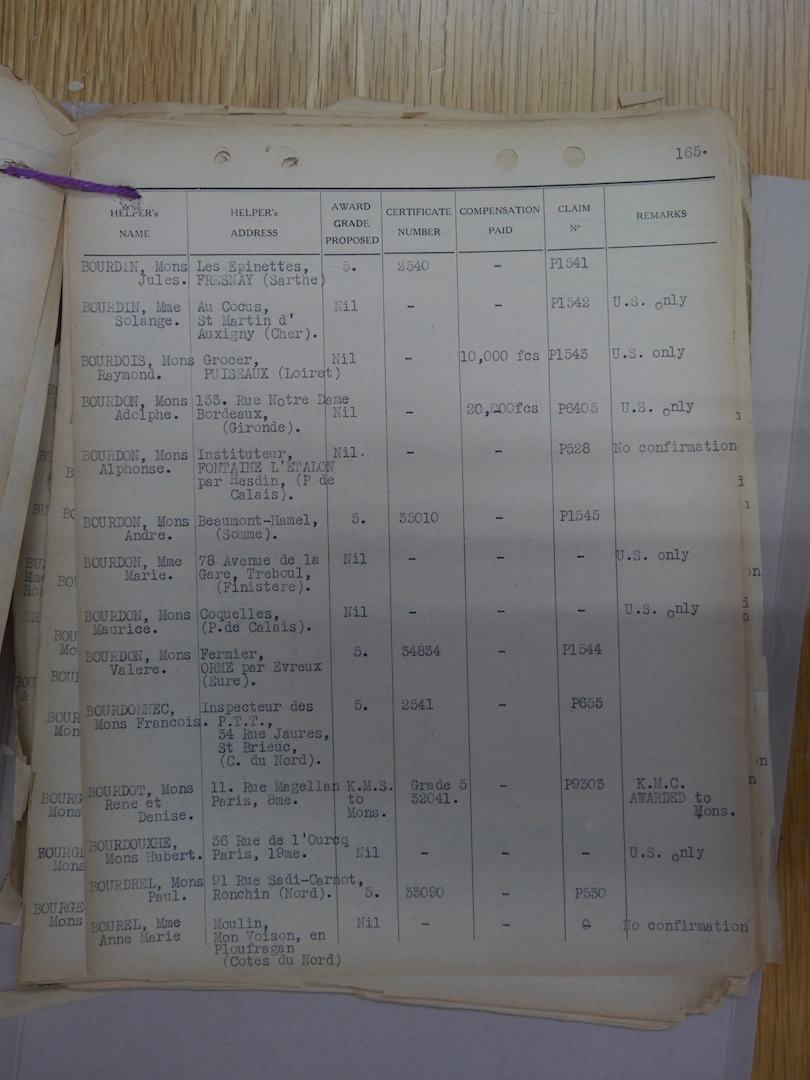 165.
HELPER's NAME HELPER's ADDRESS AWARD GRADE PROPOSED CERTIFICATE NUMBER COMPENSATION PAID CLAIM Nº REMARKS
BOURDIN, Mons Les Epinettes, 5. 2540 - P1541
Jules. FRESNAY (Sarthe)
BOURDIN, Mme Au Cocus, Nil - - P1542 U.S. only
Solange. St Martin d'
Auxigny (Cher).
BOURDOIS, Mons Grocer, Nil - 10,000 fcs P1543 U.S. only
Raymond. PUISEAUX (Loiret)
BOURDON, Mons 133. Rue Notre Dame
Adolphe. Bordeaux, Nil - 20,000fcs P6405 U.S. only
(Gironde).
BOURDON, Mons Instituteur, Nil. P528 No confirmation
Alphonse. FONTAINE L'ETALON
par Hesdin, (P de
Calais).
BOURDON, Mons Beaumont-Hamel, 5. 35010 - P1545
Andre. (Somme).
BOURDON, Mme 78 Avenue de la Nil - - - U.S. only
Marie. Gare, Treboul,
(Finistere).
BOURDON, Mons Coquelles, Nil - - - U.S. only
Maurice. (P.de Calais).
BOURDON, Mons Fermier, 5. 34834 - P1544
Valere. ORME par Evreux
(Eure).
BOURDONNEC, Inspecteur des 5. 2541 - P655
Mons Francois. P.T.T.,
34 Rue Jaures,
St Brieuc,
(C. du Nord).
BOURDOT, Mons 11. Rue Magellan K.M.S. Grade 5 P9303 K.M.C.
Rene et Paris, 8me. to 32041. AWARDED to
Denise. Mons. Mons.
BOURDOUXHE, 36 Rue de l'Ourcq
Mons Hubert. Paris, 19me. Nil - - - U.S. only
BOURDREL, Mons 91 Rue Sadi-Carnot,
Paul. Ronchin (Nord). 5. 33090 - P530
BOUREL, Mme Moulin, Nil - - No confirmation
Anne Marie Mon Voison, en
Ploufragan
(Cotes du Nord)